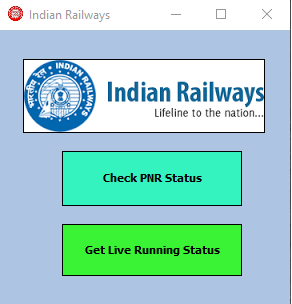 Indian Railways
भारतीय रेल INDIAN RAILWAYS
Indian Railways
Lifeline to the nation...
Check PNR Status
Get Live Running Status